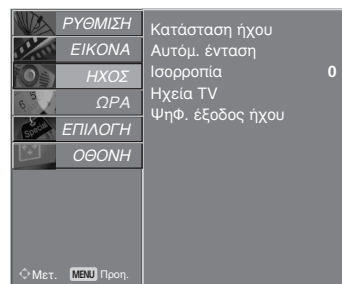 ΡΥΘΜΙΣΗ
ΕΙΚΟΝΑ
ΗΧΟΣ
ΩΡΑ
Special
ΕΠΙΛΟΓΗ
ΟΘΟΝΗ
Κατάσταση ήχου
Αυτόμ. ένταση
Ισορροπία 0
Ηχεία TV
ΨηΦ. έξοδος ήχου
Μετ. MENU Προη.